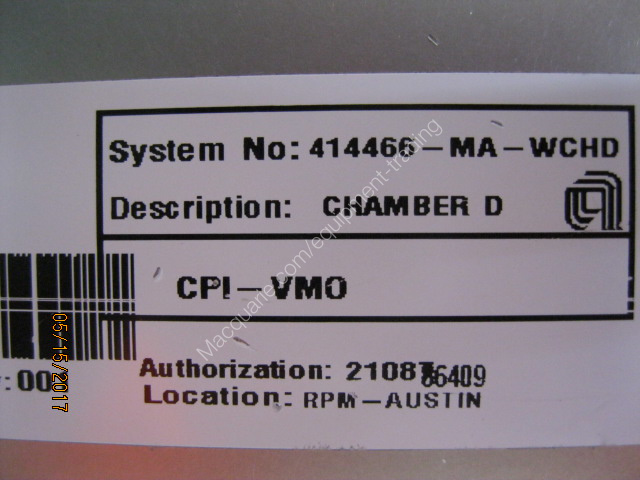 System No: 414466-MA-WCHD
Description: CHAMBER D
CPI-VMO
Authorization: 21087
86409
Location: RPM-AUSTIN
:00
05/15/2017
Macquarie.com/equipment-trading